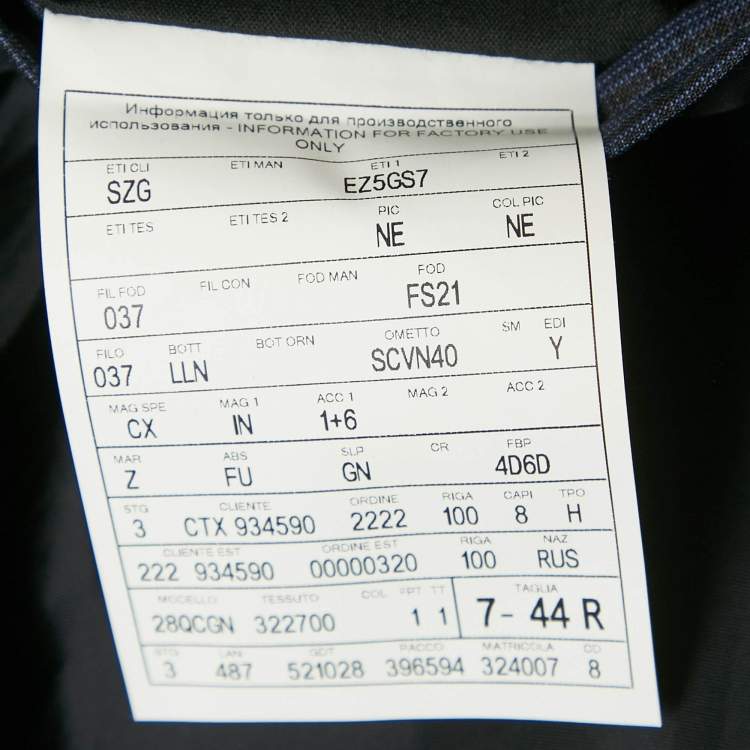 Информация только для производственного
использования - INFORMATION FOR FACTORY USE
ONLY
ETI CLI ETI MAN ETI 1 ETI 2
SZG EZ5GS7
ETI TES ETI TES 2 PIC COL PIC
NE NE
FIL FOD FIL CON FOD MAN FOD
037 FS21
FILO BOTT BOT ORN OMETTO SM EDI
037 LLN SCVN40 Y
MAG SPE MAG 1 ACC 1 MAG 2 ACC 2
CX IN 1+6
MAR ABS SLP CR FBP
Z FU GN 4D6D
STG CLIENTE ORDINE RIGA CAPI TPO
3 CTX 934590 2222 100 8 H
CLIENTE EST ORDINE EST RIGA NAZ
222 934590 00000320 100 RUS
MODELLO TESSUTO COL PPT TT TAGLIA
28QCGN 322700 1 1 7- 44 R
STG LAN GDT PACCO MATRICOLA CD
3 487 521028 396594 324007 8